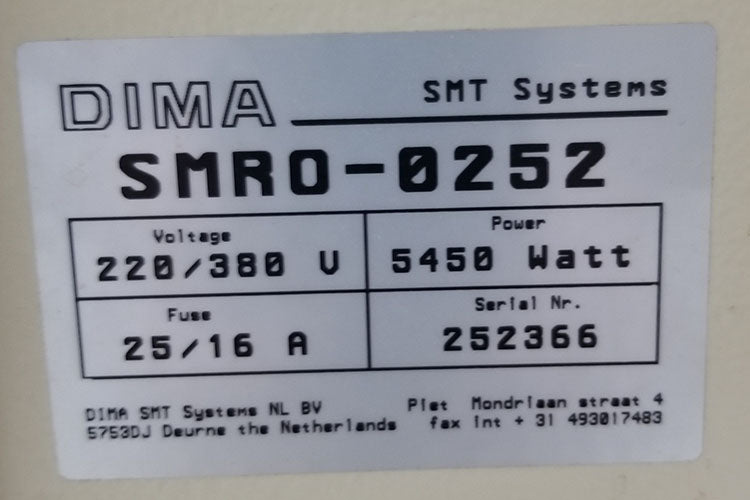 DIMA SMT Systems
SMRO-0252
Voltage Power
220/380 V 5450 Watt
Fuse Serial Nr.
25/16 A 252366
DIMA SMT Systems NL BV Piet Mondriaan straat 4
5753DJ Deurne the Netherlands fax int + 31 493017483